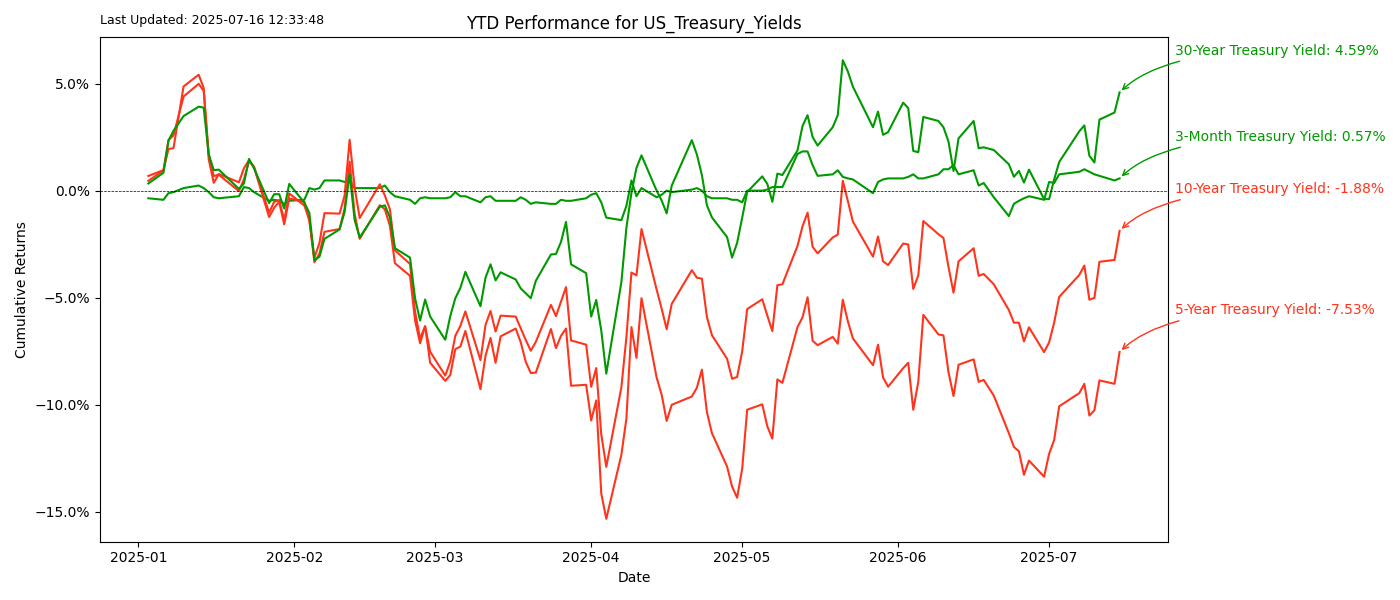 Last Updated: 2025-07-16 12:33:48
YTD Performance for US_Treasury_Yields
30-Year Treasury Yield: 4.59%
3-Month Treasury Yield: 0.57%
10-Year Treasury Yield: -1.88%
5-Year Treasury Yield: -7.53%
Cumulative Returns
5.0%
0.0%
−5.0%
−10.0%
−15.0%
2025-01 2025-02 2025-03 2025-04 2025-05 2025-06 2025-07
Date